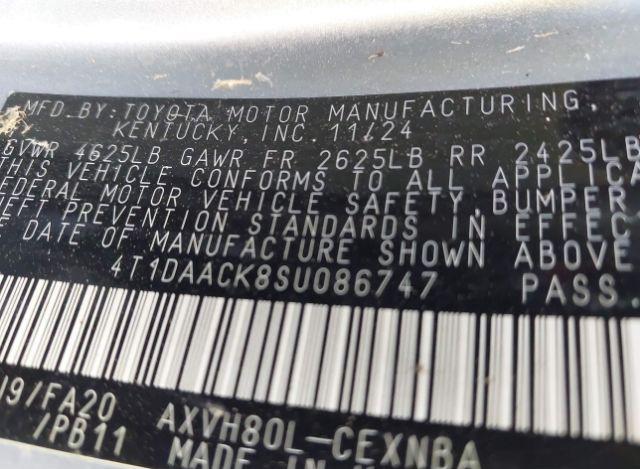 MFD.BY: TOYOTA MOTOR MANUFACTURING,
KENTUCKY, INC. 11/24
GVWR 4625LB GAWR FR 2625LB RR 2425LB
THIS VEHICLE CONFORMS TO ALL APPLICA
FEDERAL MOTOR VEHICLE SAFETY, BUMPER
THEFT PREVENTION STANDARDS IN EFFEC
E DATE OF MANUFACTURE SHOWN ABOVE
4T1DAACK8SU086747 PASS
J9/FA20 AXVH80L-CEXNBA
/PB11 MADE IN